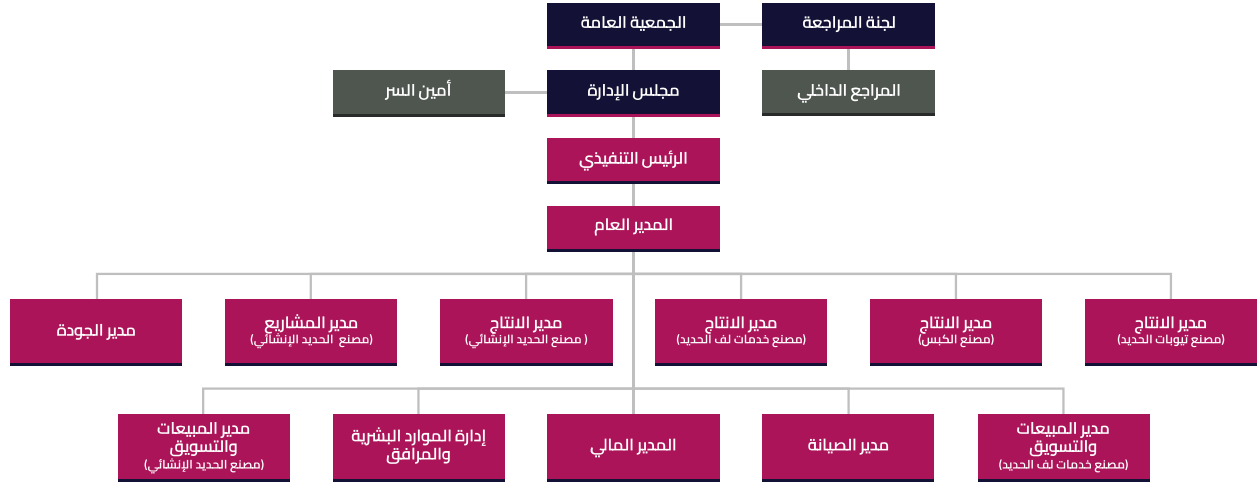 لجنة المراجعة
الجمعية العامة
المراجع الداخلي
مجلس الإدارة
أمين السر
الرئيس التنفيذي
المدير العام
مدير الانتاج
(مصنع تيوبات الحديد)
مدير الانتاج
(مصنع الكبس)
مدير الانتاج
(مصنع خدمات لف الحديد)
مدير الانتاج
( مصنع الحديد الإنشائي)
مدير المشاريع
(مصنع الحديد الإنشائي)
مدير الجودة
مدير المبيعات
والتسويق
(مصنع خدمات لف الحديد)
مدير الصيانة
المدير المالي
إدارة الموارد البشرية
والمرافق
مدير المبيعات
والتسويق
(مصنع الحديد الإنشائي)